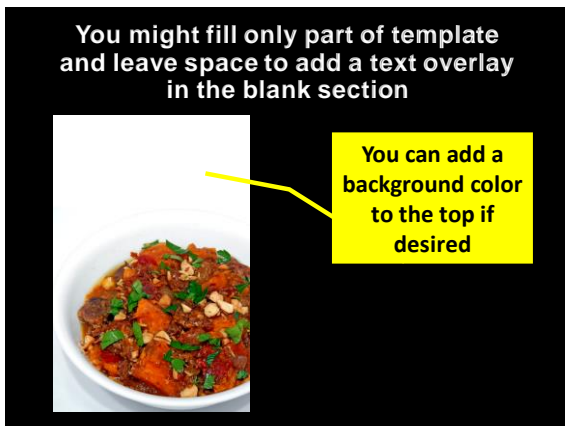 You might fill only part of template
and leave space to add a text overlay
in the blank section
You can add a
background color
to the top if
desired